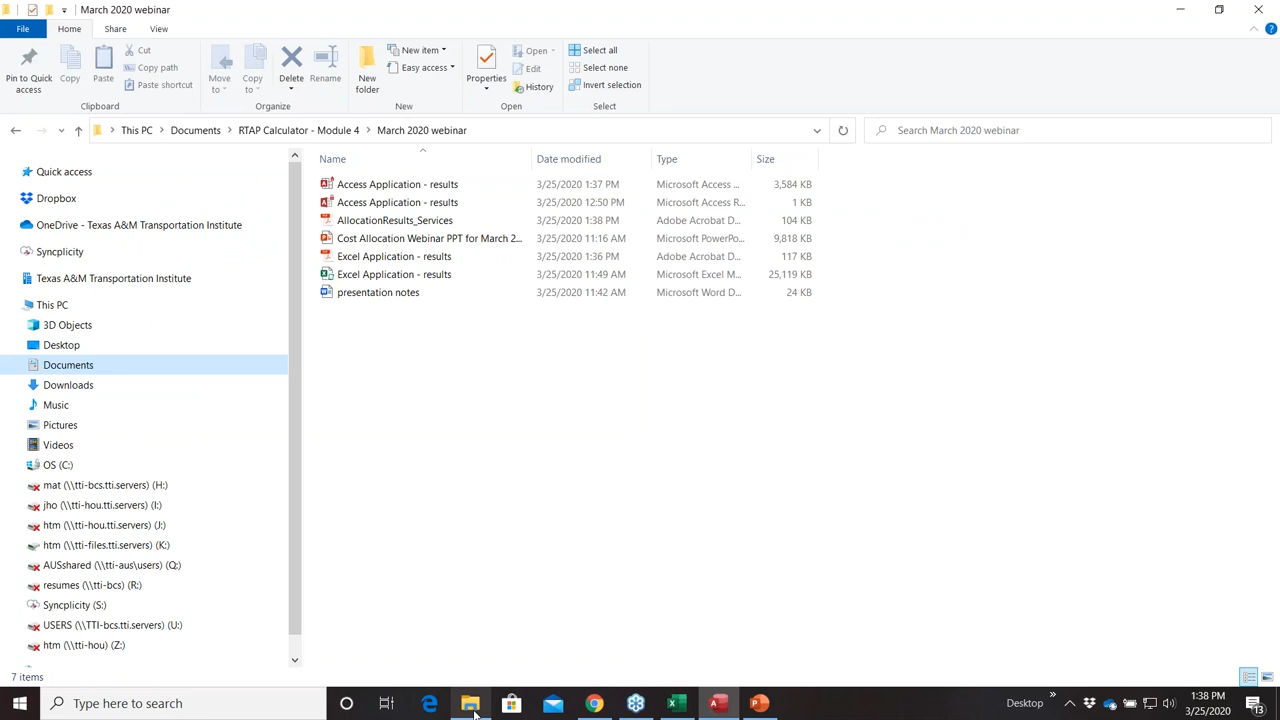 March 2020 webinar
File Home Share View
Pin to Quick access
Copy
Paste
Cut
Copy path
Paste shortcut
Clipboard
Move to
Copy to
Delete
Rename
Organize
New folder
New item
Easy access
New
Properties
Open
Edit
History
Open
Select all
Select none
Invert selection
Select
This PC > Documents > RTAP Calculator - Module 4 > March 2020 webinar
Search March 2020 webinar
Quick access
Dropbox
OneDrive - Texas A&M Transportation Institute
Syncplicity
Texas A&M Transportation Institute
This PC
3D Objects
Desktop
Documents
Downloads
Music
Pictures
Videos
OS (C:)
mat (\\tti-bcs.tti.servers) (H:)
jho (\\tti-hou.tti.servers) (I:)
htm (\\tti-hou.tti.servers) (J:)
htm (\\tti-files.tti.servers) (K:)
AUSshared (\\tti-aus\users) (Q:)
resumes (\\tti-bcs) (R:)
Syncplicity (S:)
USERS (\\TTI-bcs.tti.servers) (U:)
htm (\\tti-hou) (Z:)
Name Date modified Type Size
Access Application - results 3/25/2020 1:37 PM Microsoft Access ... 3,584 KB
Access Application - results 3/25/2020 12:50 PM Microsoft Access R... 1 KB
AllocationResults_Services 3/25/2020 1:38 PM Adobe Acrobat D... 104 KB
Cost Allocation Webinar PPT for March 2... 3/25/2020 11:16 AM Microsoft PowerPo... 9,818 KB
Excel Application - results 3/25/2020 1:36 PM Adobe Acrobat D... 117 KB
Excel Application - results 3/25/2020 11:49 AM Microsoft Excel M... 25,119 KB
presentation notes 3/25/2020 11:42 AM Microsoft Word D... 24 KB
7 items
Type here to search
Desktop
1:38 PM
3/25/2020
13